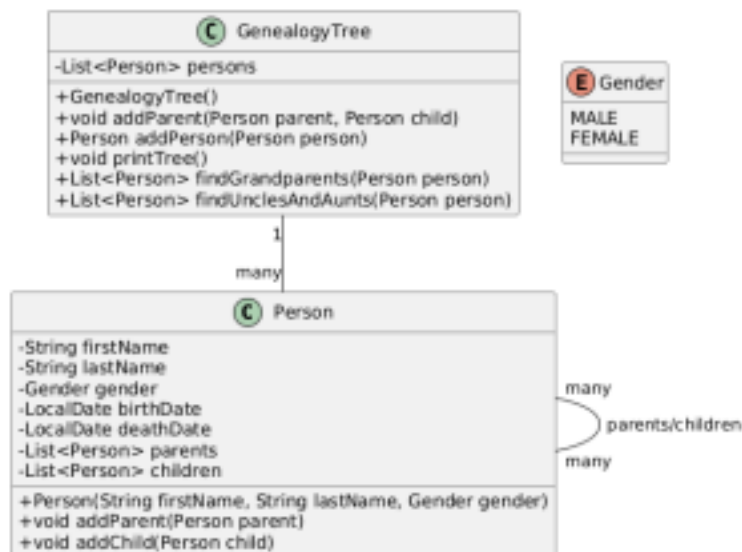 C GenealogyTree
-List<Person> persons
+GenealogyTree()
+void addParent(Person parent, Person child)
+Person addPerson(Person person)
+void printTree()
+List<Person> findGrandparents(Person person)
+List<Person> findUnclesAndAunts(Person person)
E Gender
MALE
FEMALE
1
many
C Person
-String firstName
-String lastName
-Gender gender
-LocalDate birthDate
-LocalDate deathDate
-List<Person> parents
-List<Person> children
+Person(String firstName, String lastName, Gender gender)
+void addParent(Person parent)
+void addChild(Person child)
many
parents/children
many